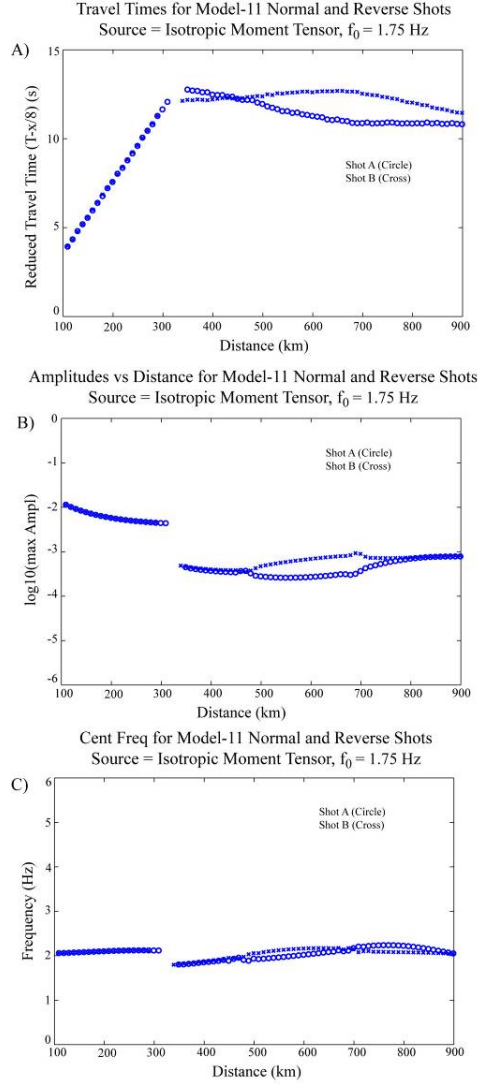 Travel Times for Model-11 Normal and Reverse Shots
Source = Isotropic Moment Tensor, f0 = 1.75 Hz
A)
15
10
5
0
Reduced Travel Time (T-x/8) (s)
Shot A (Circle)
Shot B (Cross)
100 200 300 400 500 600 700 800 900
Distance (km)
Amplitudes vs Distance for Model-11 Normal and Reverse Shots
Source = Isotropic Moment Tensor, f0 = 1.75 Hz
B)
0
-1
-2
-3
-4
-5
-6
log10(max Ampl)
Shot A (Circle)
Shot B (Cross)
100 200 300 400 500 600 700 800 900
Distance (km)
Cent Freq for Model-11 Normal and Reverse Shots
Source = Isotropic Moment Tensor, f0 = 1.75 Hz
C)
6
5
4
3
2
1
0
Frequency (Hz)
Shot A (Circle)
Shot B (Cross)
100 200 300 400 500 600 700 800 900
Distance (km)